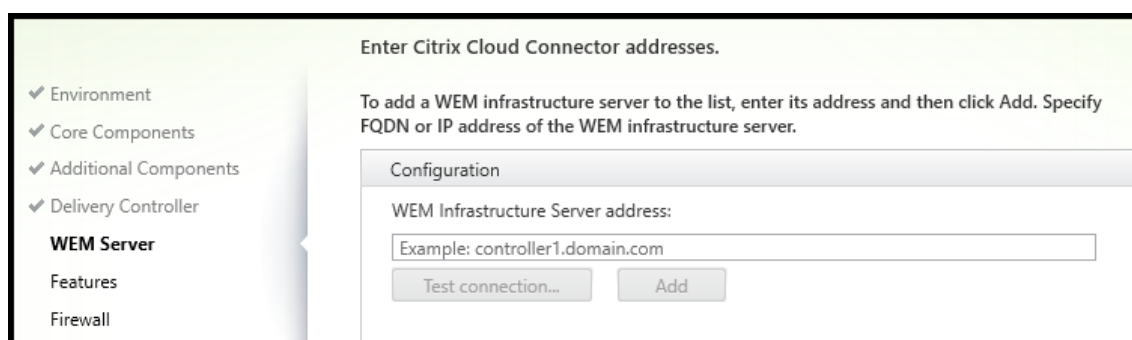 Enter Citrix Cloud Connector addresses.
Environment
Core Components
Additional Components
Delivery Controller
WEM Server
Features
Firewall
To add a WEM infrastructure server to the list, enter its address and then click Add. Specify
FQDN or IP address of the WEM infrastructure server.
Configuration
WEM Infrastructure Server address:
Example: controller1.domain.com
Test connection...
Add